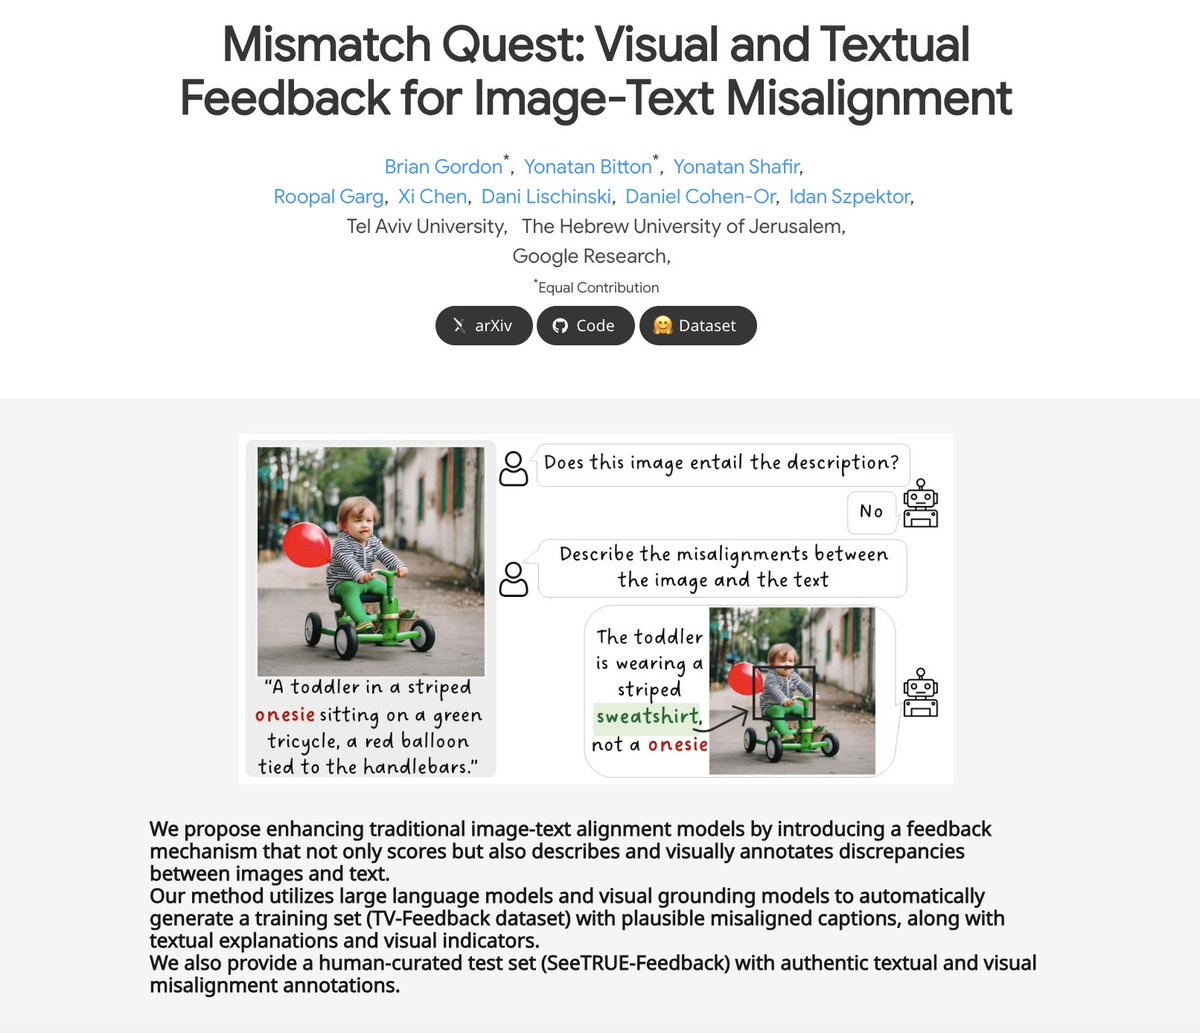 Mismatch Quest: Visual and Textual
Feedback for Image-Text Misalignment
Brian Gordon*, Yonatan Bitton*, Yonatan Shafir,
Roopal Garg, Xi Chen, Dani Lischinski, Daniel Cohen-Or, Idan Szpektor,
Tel Aviv University, The Hebrew University of Jerusalem,
Google Research,
*Equal Contribution
arXiv Code 🤗 Dataset
"A toddler in a striped
onesie sitting on a green
tricycle, a red balloon
tied to the handlebars."
Does this image entail the description?
No
Describe the misalignments between
the image and the text
The toddler
is wearing a
striped
sweatshirt,
not a onesie
We propose enhancing traditional image-text alignment models by introducing a feedback
mechanism that not only scores but also describes and visually annotates discrepancies
between images and text.
Our method utilizes large language models and visual grounding models to automatically
generate a training set (TV-Feedback dataset) with plausible misaligned captions, along with
textual explanations and visual indicators.
We also provide a human-curated test set (SeeTRUE-Feedback) with authentic textual and visual
misalignment annotations.